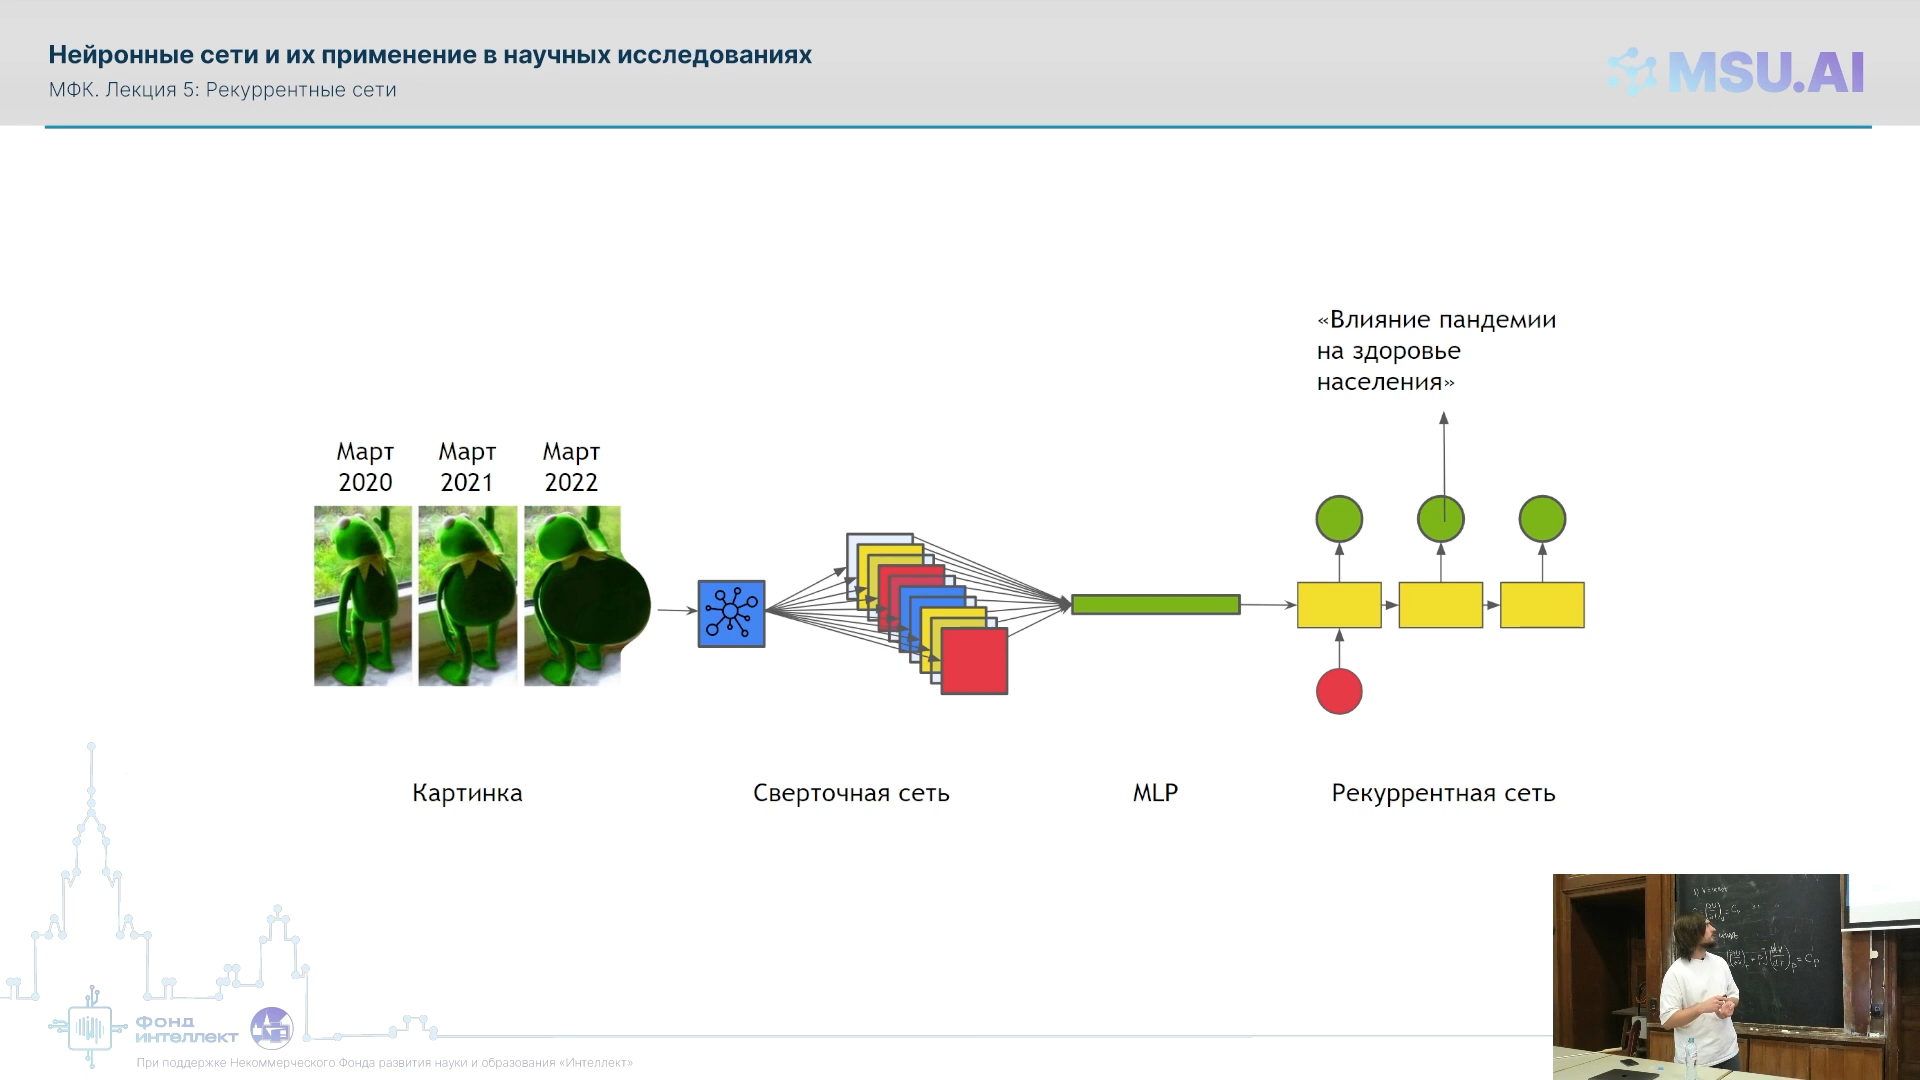 Нейронные сети и их применение в научных исследованиях
МФК. Лекция 5: Рекуррентные сети
MSU.AI
«Влияние пандемии
на здоровье
населения»
Март
2020
Март
2021
Март
2022
Картинка
Сверточная сеть
MLP
Рекуррентная сеть
ФОНД
ИНТЕЛЛЕКТ
При поддержке Некоммерческого Фонда развития науки и образования «Интеллект»